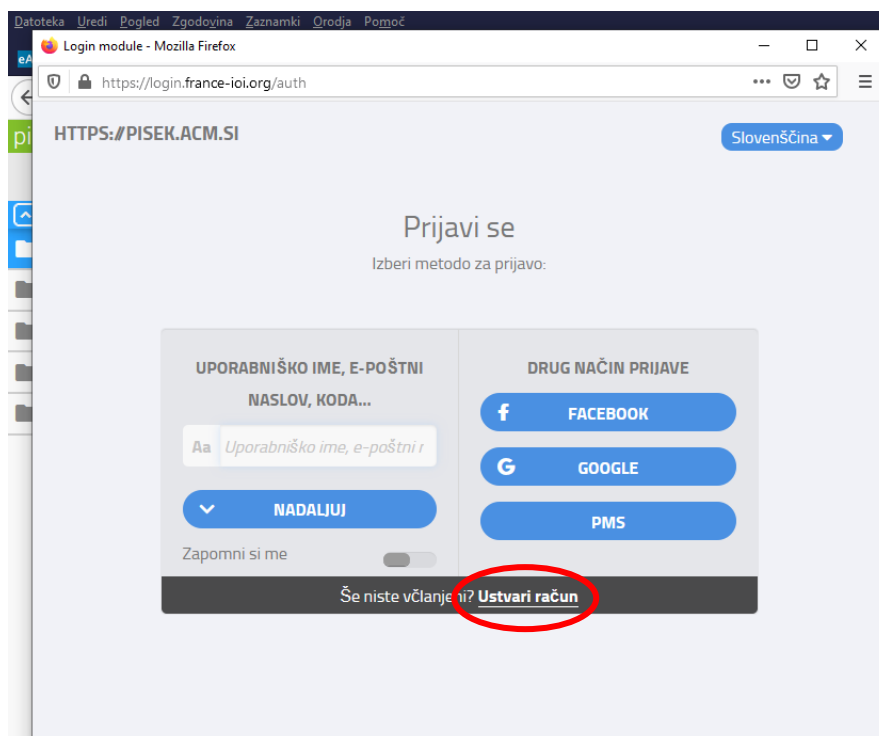 Datoteka Uredi Pogled Zgodovina Zaznamki Orodja Pomoč
Login module - Mozilla Firefox
eA
https://login.france-ioi.org/auth
pi
HTTPS://PISEK.ACM.SI
Slovenščina
Prijavi se
Izberi metodo za prijavo:
UPORABNIŠKO IME, E-POŠTNI
NASLOV, KODA...
Aa Uporabniško ime, e-poštni r
NADALJUJ
Zapomni si me
DRUG NAČIN PRIJAVE
f FACEBOOK
G GOOGLE
PMS
Še niste včlanjeni? Ustvari račun